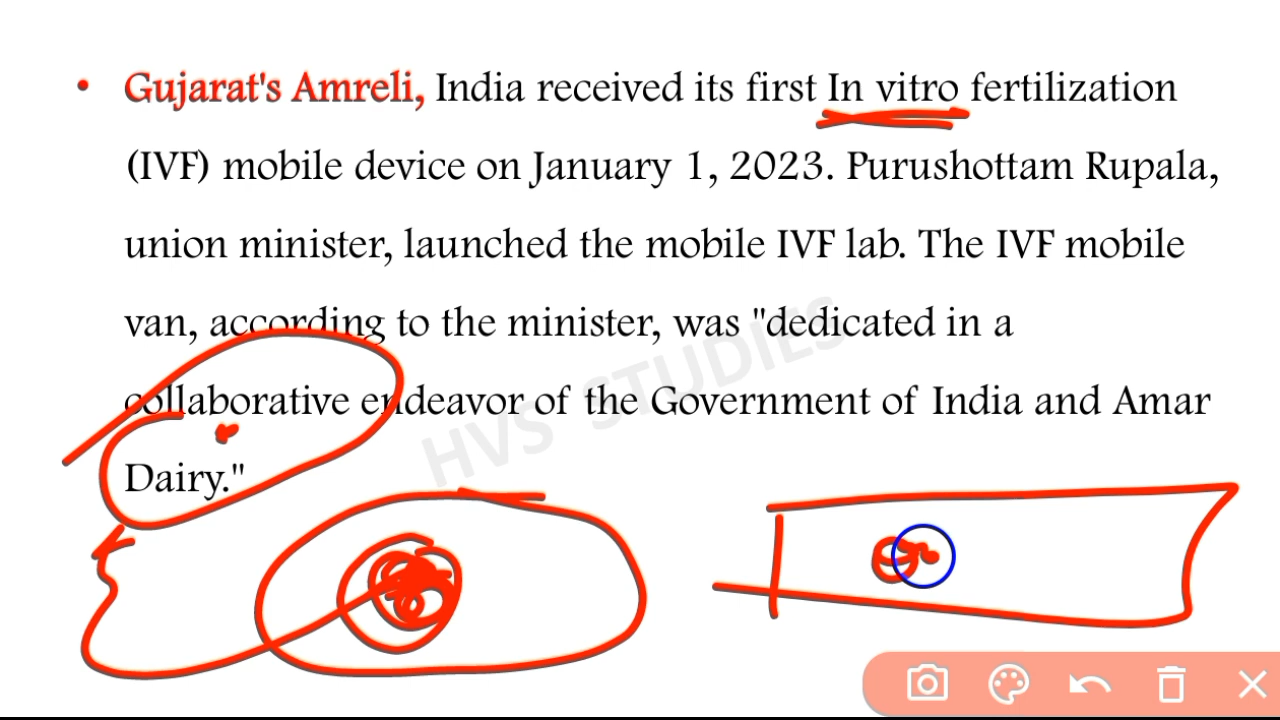 • Gujarat's Amreli, India received its first In vitro fertilization
(IVF) mobile device on January 1, 2023. Purushottam Rupala,
union minister, launched the mobile IVF lab. The IVF mobile
van, according to the minister, was "dedicated in a
collaborative endeavor of the Government of India and Amar
Dairy."
HVS STUDIES